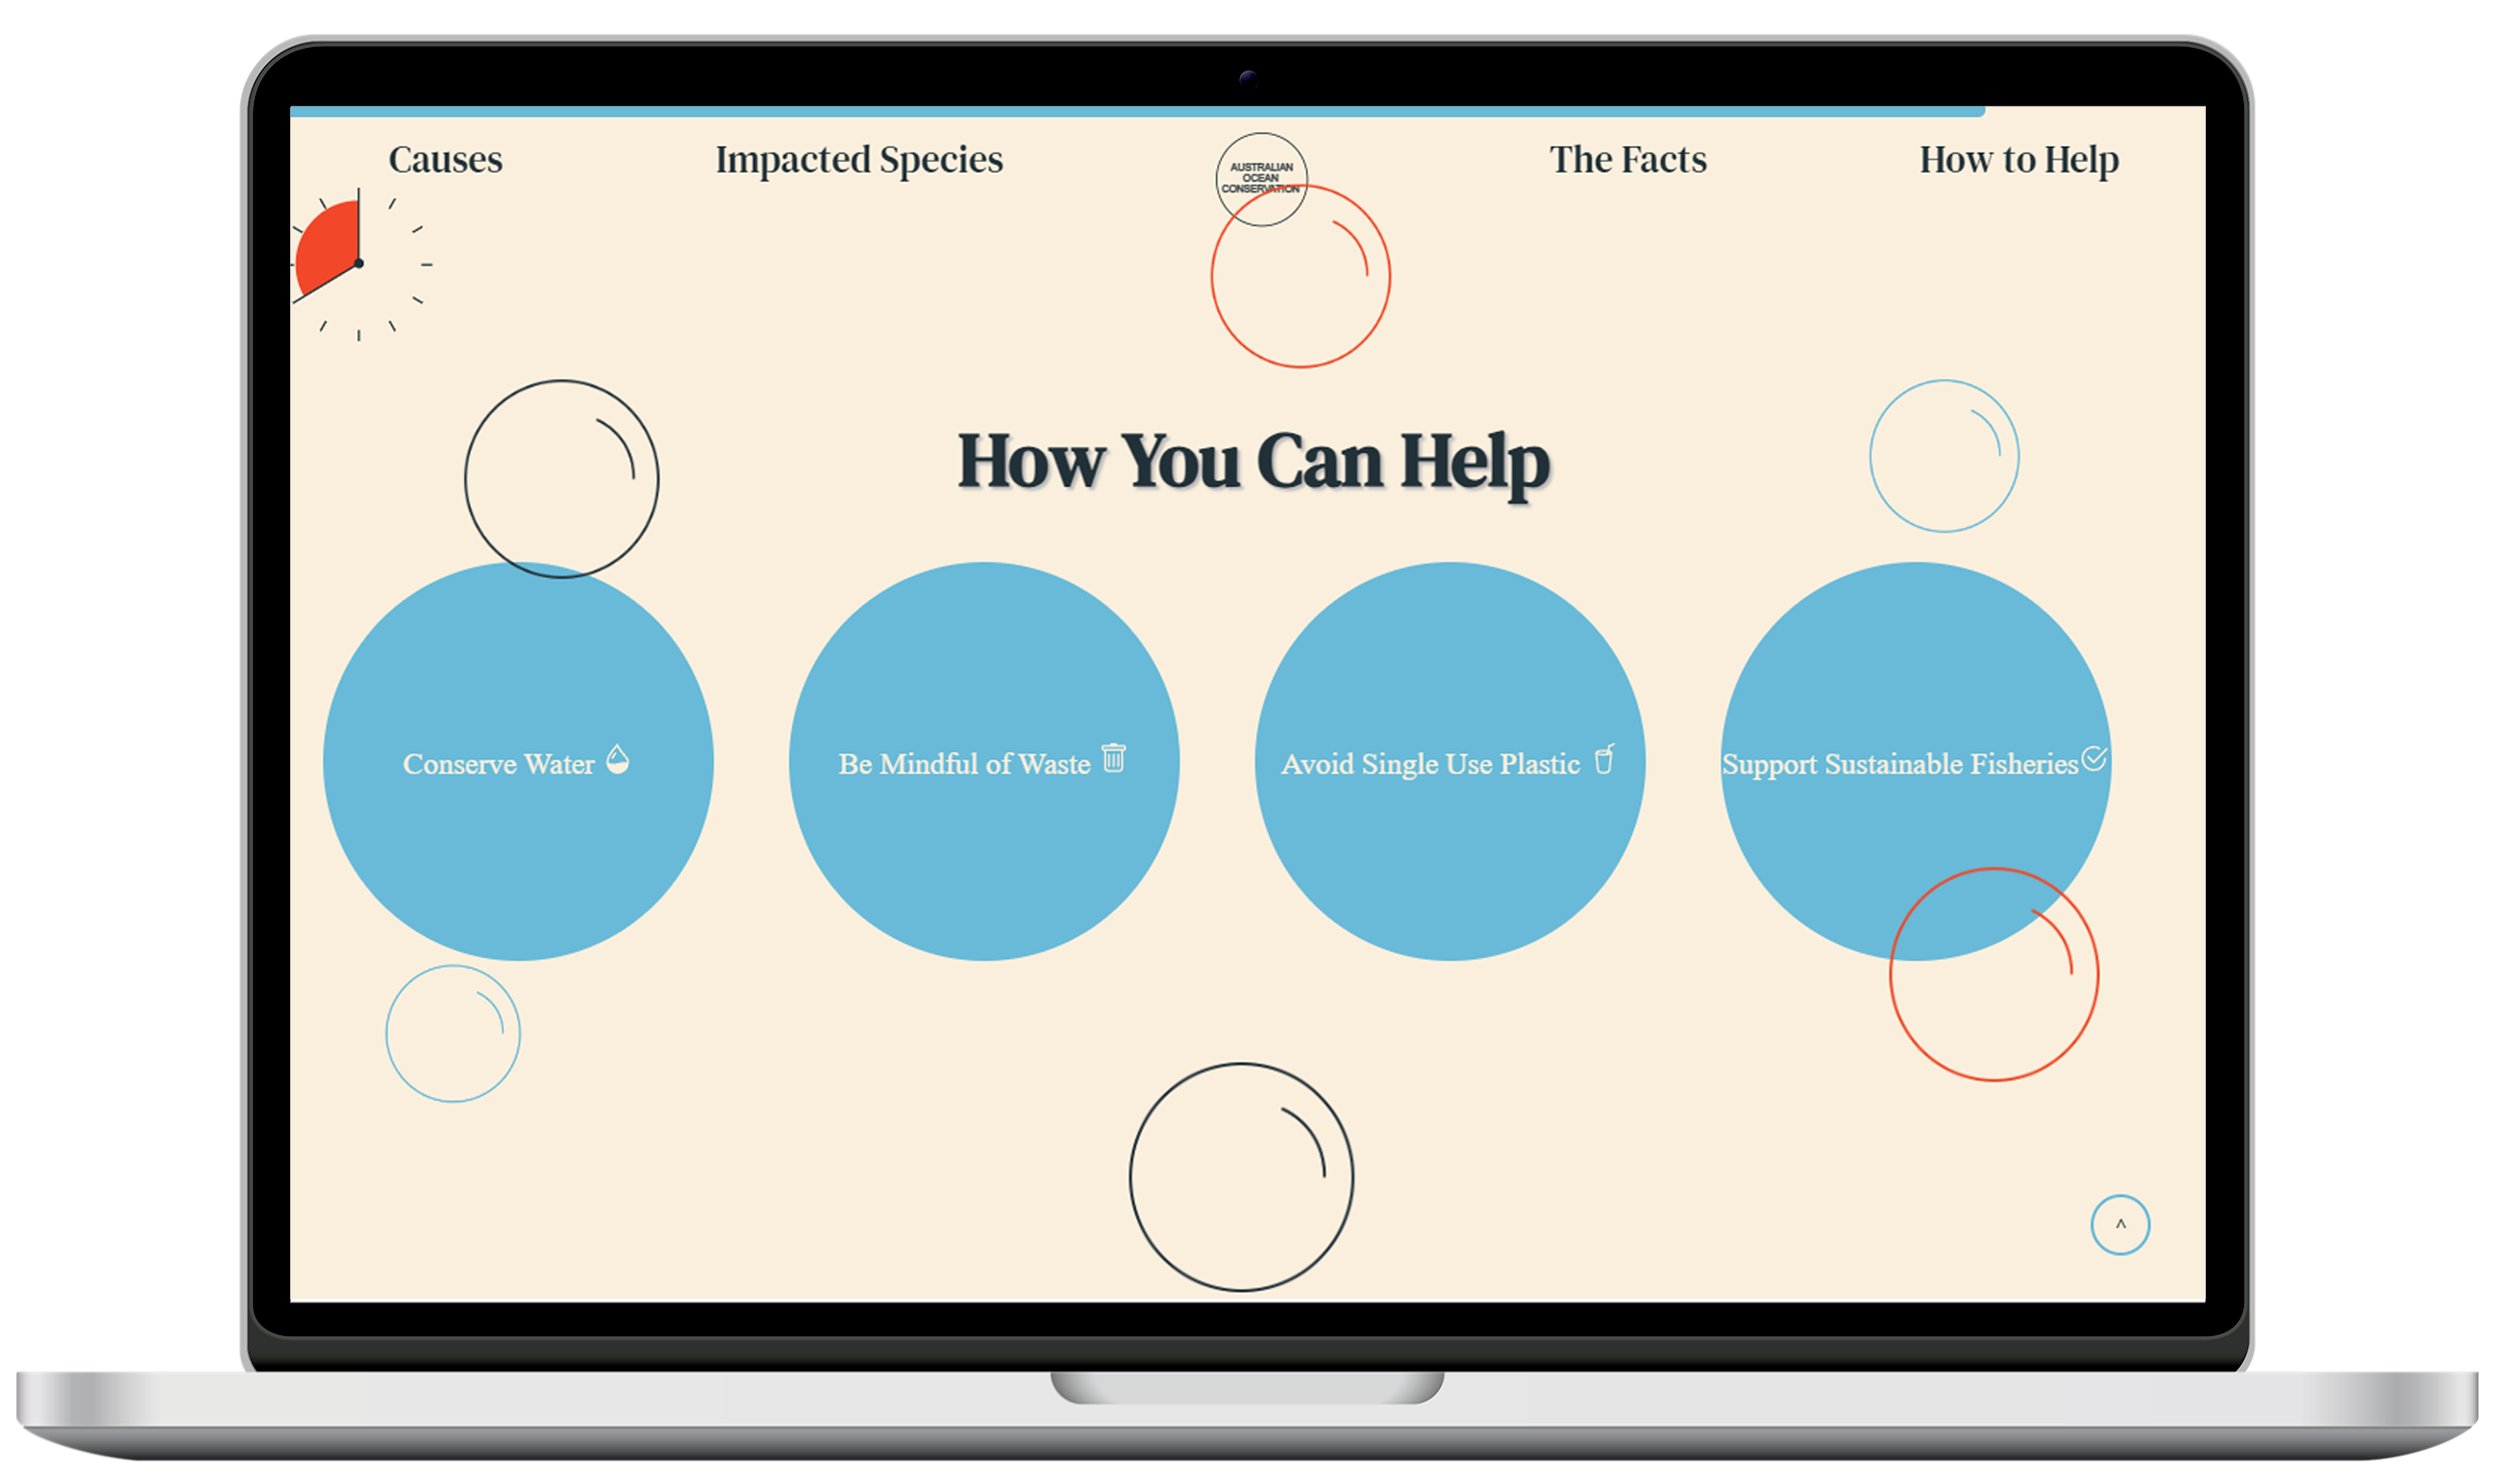 Causes
Impacted Species
AUSTRALIAN
OCEAN
CONSERVATION
The Facts
How to Help
How You Can Help
Conserve Water
Be Mindful of Waste
Avoid Single Use Plastic
Support Sustainable Fisheries
^